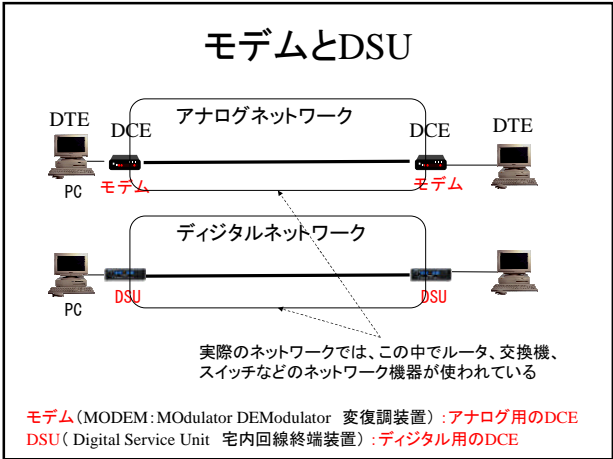 モデムとDSU
アナログネットワーク
DTE
DCE
DCE
DTE
PC
モデム
モデム
ディジタルネットワーク
PC
DSU
DSU
実際のネットワークでは、この中でルータ、交換機、
スイッチなどのネットワーク機器が使われている
モデム(MODEM:MOdulator DEModulator 変復調装置):アナログ用のDCE
DSU( Digital Service Unit 宅内回線終端装置):ディジタル用のDCE